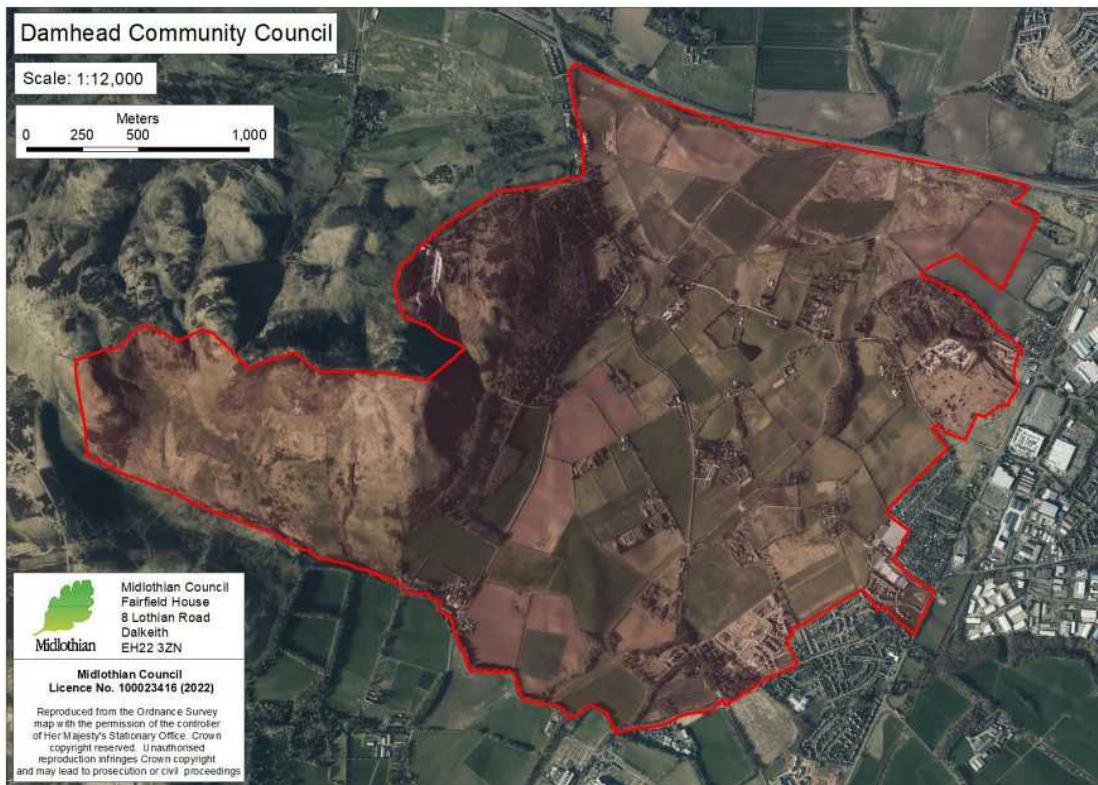 Damhead Community Council
Scale: 1:12,000
Meters
0 250 500 1,000
Midlothian
Midlothian Council
Fairfield House
8 Lothian Road
Dalkeith
EH22 3ZN
Midlothian Council
Licence No. 100023416 (2022)
Reproduced from the Ordnance Survey
map with the permission of the controller
of Her Majesty's Stationary Office. Crown
copyright reserved. Unauthorised
reproduction infringes Crown copyright
and may lead to prosecution or civil proceedings